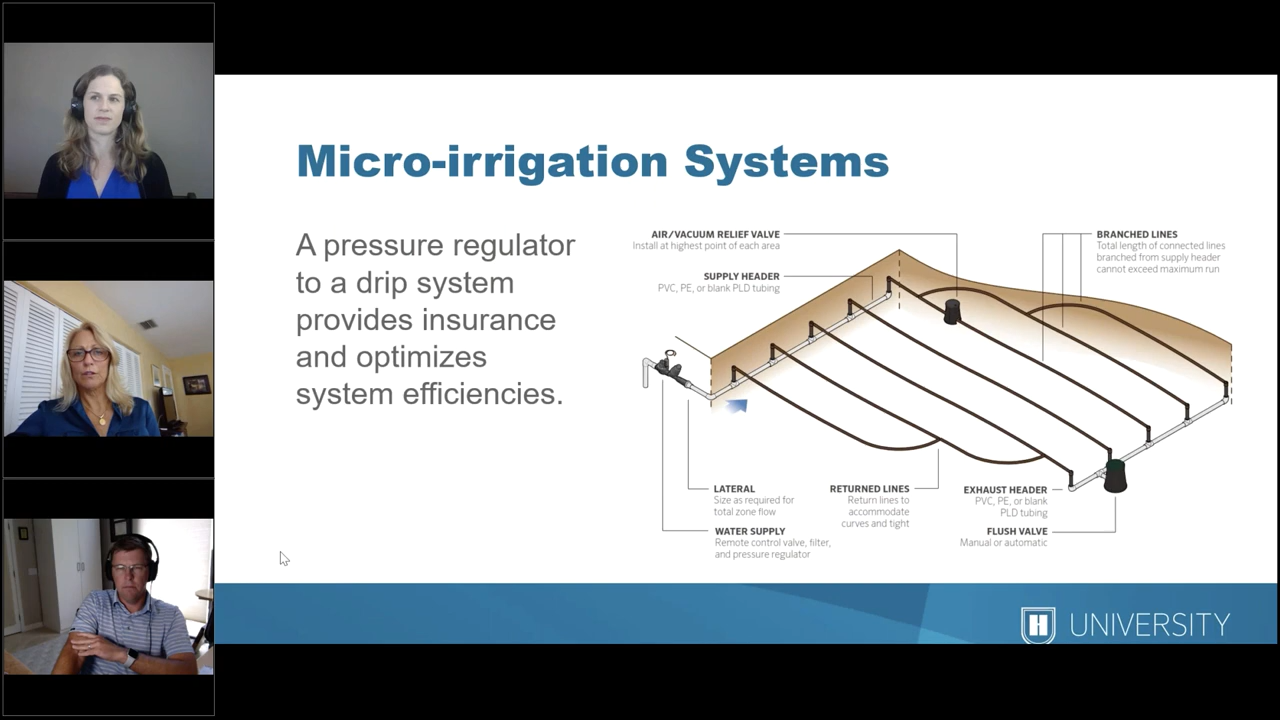 Micro-irrigation Systems
A pressure regulator
to a drip system
provides insurance
and optimizes
system efficiencies.
AIR/VACUUM RELIEF VALVE
Install at highest point of each area
SUPPLY HEADER
PVC, PE, or blank PLD tubing
BRANCHED LINES
Total length of connected lines
branched from supply header
cannot exceed maximum run
LATERAL
Size as required for
total zone flow
WATER SUPPLY
Remote control valve, filter,
and pressure regulator
RETURNED LINES
Return lines to
accommodate
curves and tight
EXHAUST HEADER
PVC, PE, or blank
PLD tubing
FLUSH VALVE
Manual or automatic
H UNIVERSITY